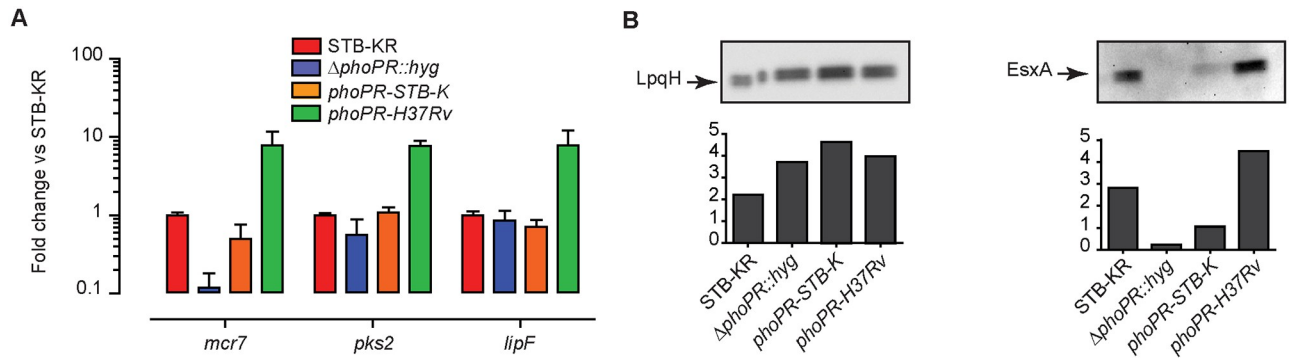 A
Fold change vs STB-KR
100
10
1
0.1
STB-KR
ΔphoPR::hyg
phoPR-STB-K
phoPR-H37Rv
mcr7
pks2
lipF
B
LpqH
5
4
3
2
1
0
STB-KR
ΔphoPR::hyg
phoPR-STB-K
phoPR-H37Rv
EsxA
5
4
3
2
1
0
STB-KR
ΔphoPR::hyg
phoPR-STB-K
phoPR-H37Rv